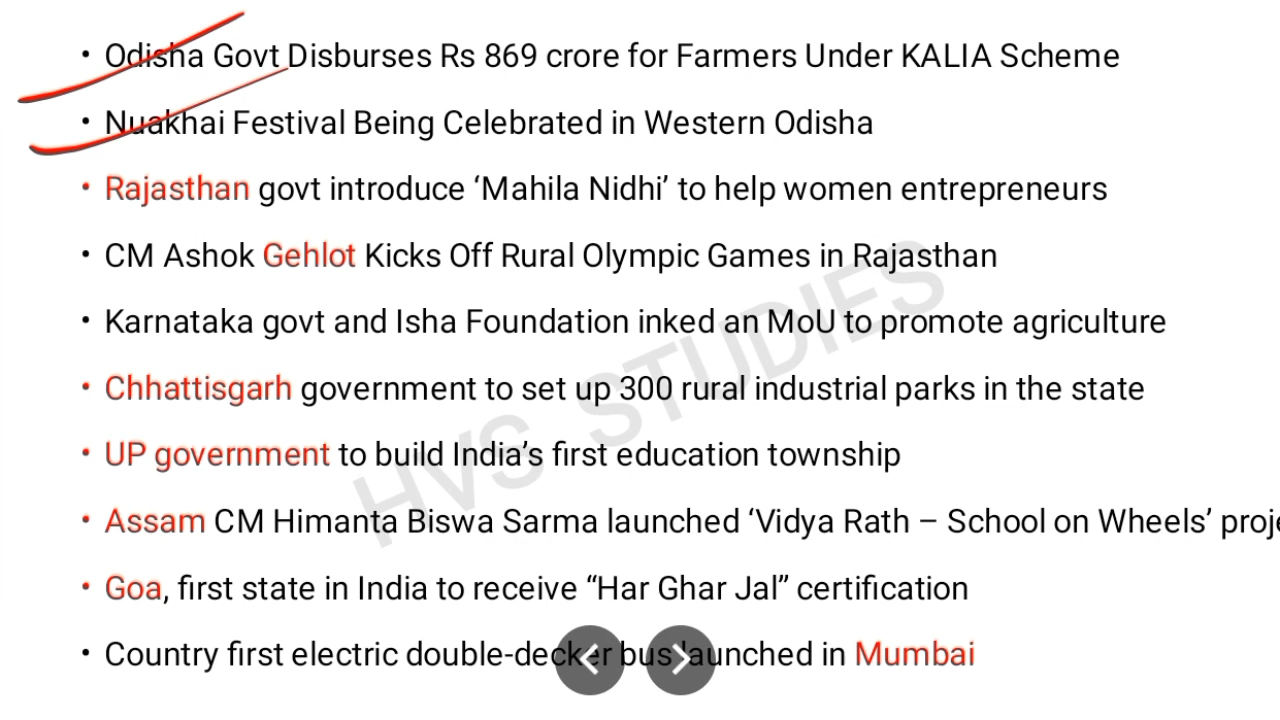 • Odisha Govt Disburses Rs 869 crore for Farmers Under KALIA Scheme
• Nuakhai Festival Being Celebrated in Western Odisha
• Rajasthan govt introduce ‘Mahila Nidhi’ to help women entrepreneurs
• CM Ashok Gehlot Kicks Off Rural Olympic Games in Rajasthan
• Karnataka govt and Isha Foundation inked an MoU to promote agriculture
• Chhattisgarh government to set up 300 rural industrial parks in the state
• UP government to build India’s first education township
• Assam CM Himanta Biswa Sarma launched ‘Vidya Rath – School on Wheels’ proje
• Goa, first state in India to receive “Har Ghar Jal” certification
• Country first electric double-decker bus launched in Mumbai
HVS STUDIES